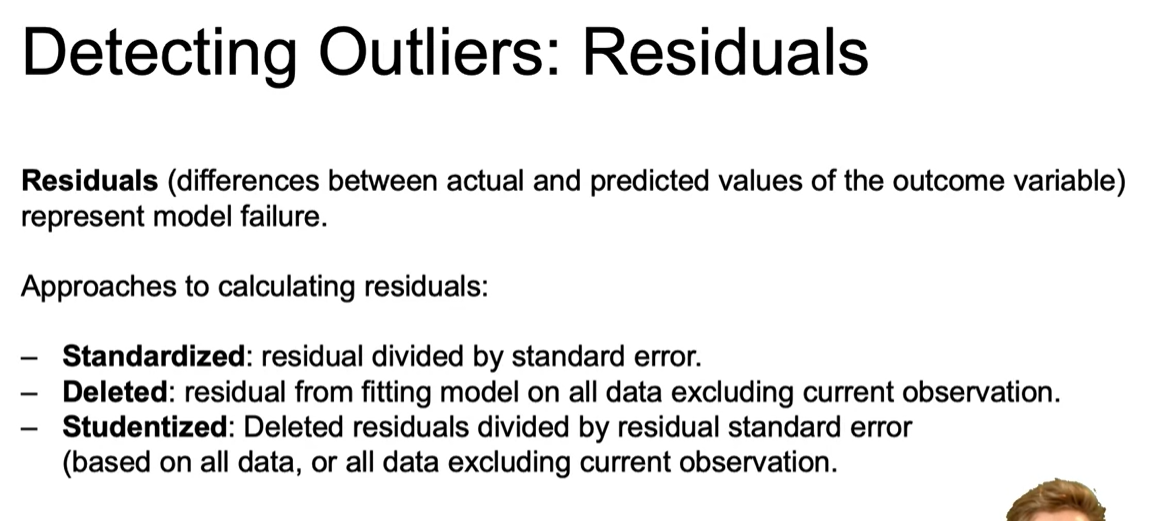 Detecting Outliers: Residuals
Residuals (differences between actual and predicted values of the outcome variable)
represent model failure.
Approaches to calculating residuals:
– Standardized: residual divided by standard error.
– Deleted: residual from fitting model on all data excluding current observation.
– Studentized: Deleted residuals divided by residual standard error
(based on all data, or all data excluding current observation.